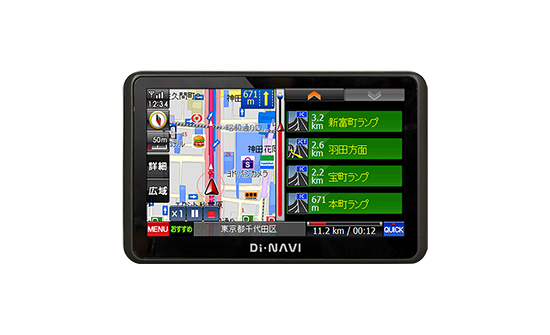 佐久間町
神田
671
m
12:34
昭和通り
50m
神田花岡
ヨドバシカメラ
詳細
広域
×1
3.2
km
新富町ランプ
2.6
km
羽田方面
2.2
km
宝町ランプ
671
m
本町ランプ
MENU
おすすめ
東京都千代田区
11.2 km / 00:12
QUICK
Di-NAVI